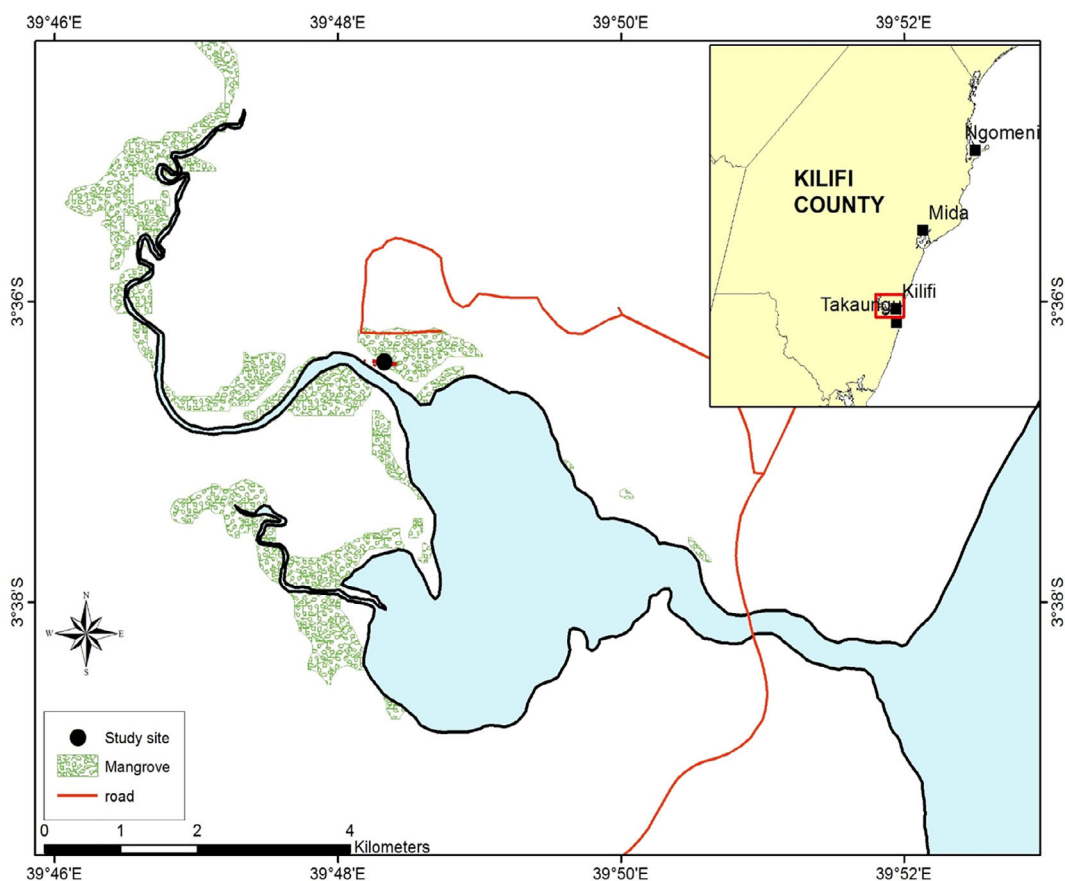 39°46'E 39°48'E 39°50'E 39°52'E
Ngomeni
KILIFI
COUNTY
Mida
Kilifi
Takaungu
3°36'S 3°36'S
3°38'S 3°38'S
N
W E
S
Study site
Mangrove
road
0 1 2 4
Kilometers
39°46'E 39°48'E 39°50'E 39°52'E